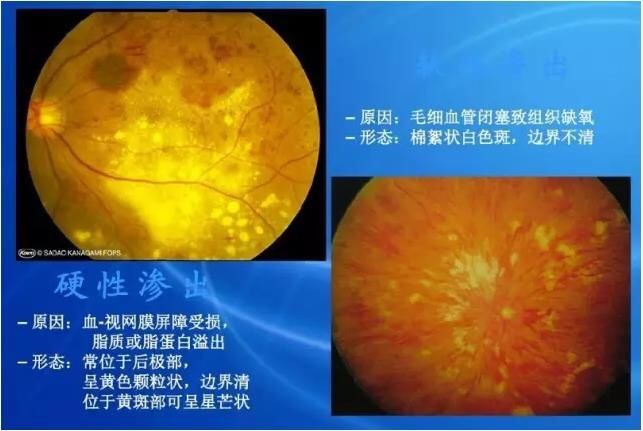 软性渗出
– 原因：毛细血管闭塞致组织缺氧
– 形态：棉絮状白色斑，边界不清
Kowa © SADAO KANAGAMI FOPS
硬性渗出
– 原因：血-视网膜屏障受损，
脂质或脂蛋白溢出
– 形态：常位于后极部，
呈黄色颗粒状，边界清
位于黄斑部可呈星芒状